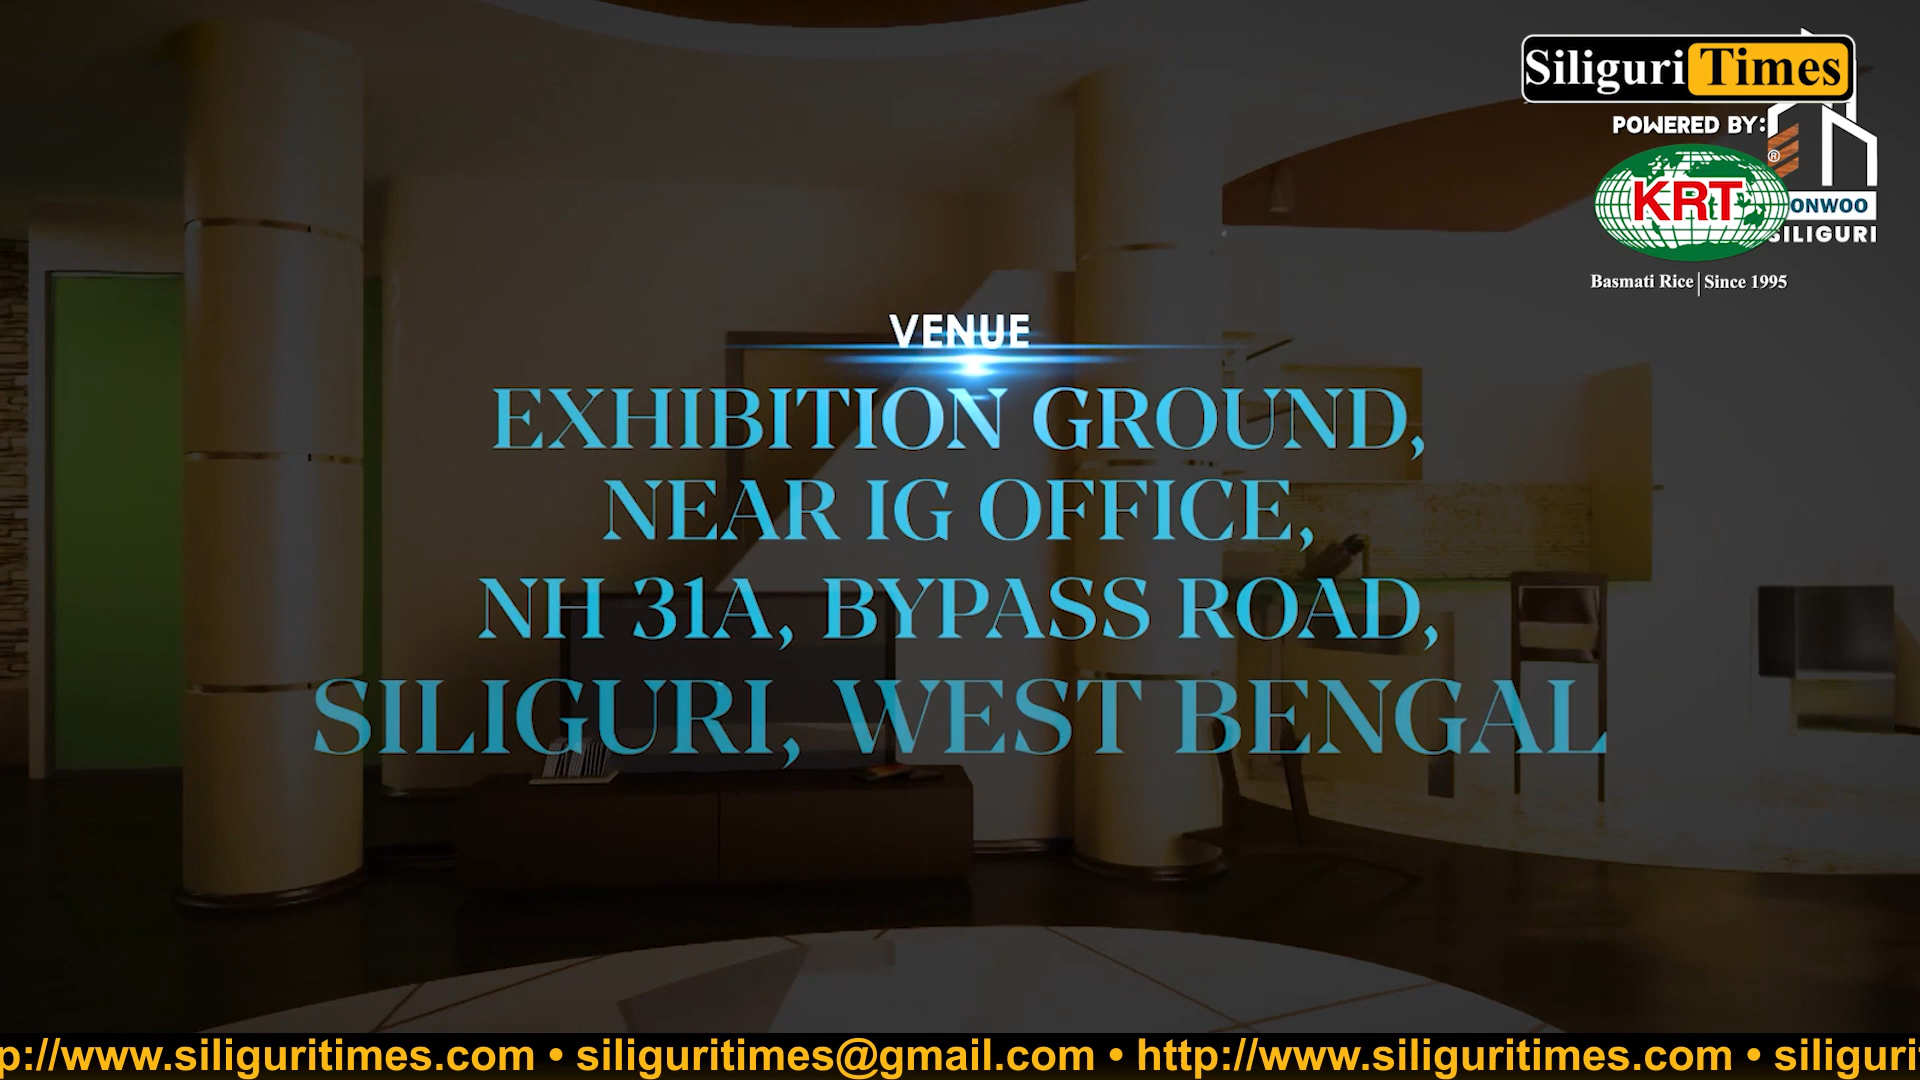 Siliguri Times
POWERED BY:
KRT
®
ONWOO
SILIGURI
Basmati Rice | Since 1995
VENUE
EXHIBITION GROUND,
NEAR IG OFFICE,
NH 31A, BYPASS ROAD,
SILIGURI, WEST BENGAL
p://www.siliguritimes.com • siliguritimes@gmail.com • http://www.siliguritimes.com • siliguri